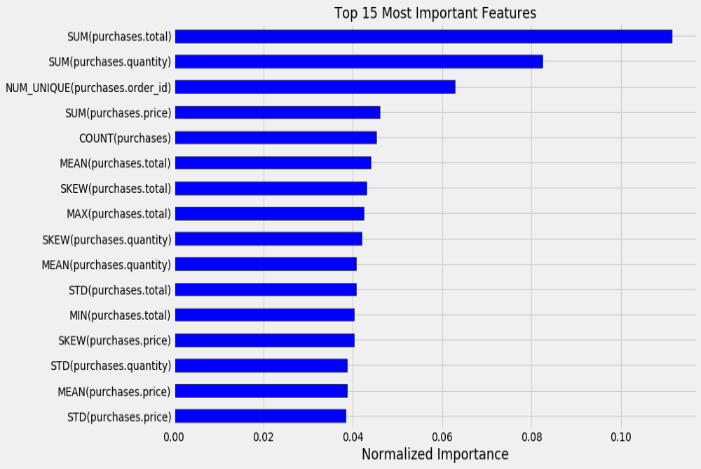 Top 15 Most Important Features
SUM(purchases.total)
SUM(purchases.quantity)
NUM_UNIQUE(purchases.order_id)
SUM(purchases.price)
COUNT(purchases)
MEAN(purchases.total)
SKEW(purchases.total)
MAX(purchases.total)
SKEW(purchases.quantity)
MEAN(purchases.quantity)
STD(purchases.total)
MIN(purchases.total)
SKEW(purchases.price)
STD(purchases.quantity)
MEAN(purchases.price)
STD(purchases.price)
0.00 0.02 0.04 0.06 0.08 0.10
Normalized Importance